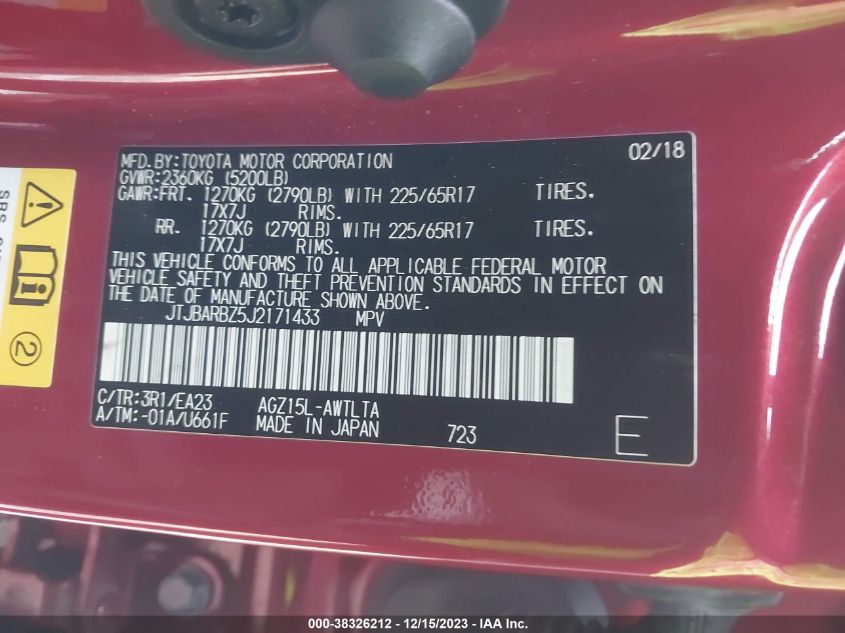 MFD.BY:TOYOTA MOTOR CORPORATION 02/18
GVWR:2360KG (5200LB)
GAWR:FRT. 1270KG (2790LB) WITH 225/65R17 TIRES.
17X7J RIMS.
RR. 1270KG (2790LB) WITH 225/65R17 TIRES.
17X7J RIMS.
THIS VEHICLE CONFORMS TO ALL APPLICABLE FEDERAL MOTOR
VEHICLE SAFETY AND THEFT PREVENTION STANDARDS IN EFFECT ON
THE DATE OF MANUFACTURE SHOWN ABOVE.
JTJBARBZ5J2171433 MPV
C/TR:3R1/EA23 AGZ15L-AWTLTA
A/TM:-01A/U661F MADE IN JAPAN 723 E
2
000-38326212 - 12/15/2023 - IAA Inc.